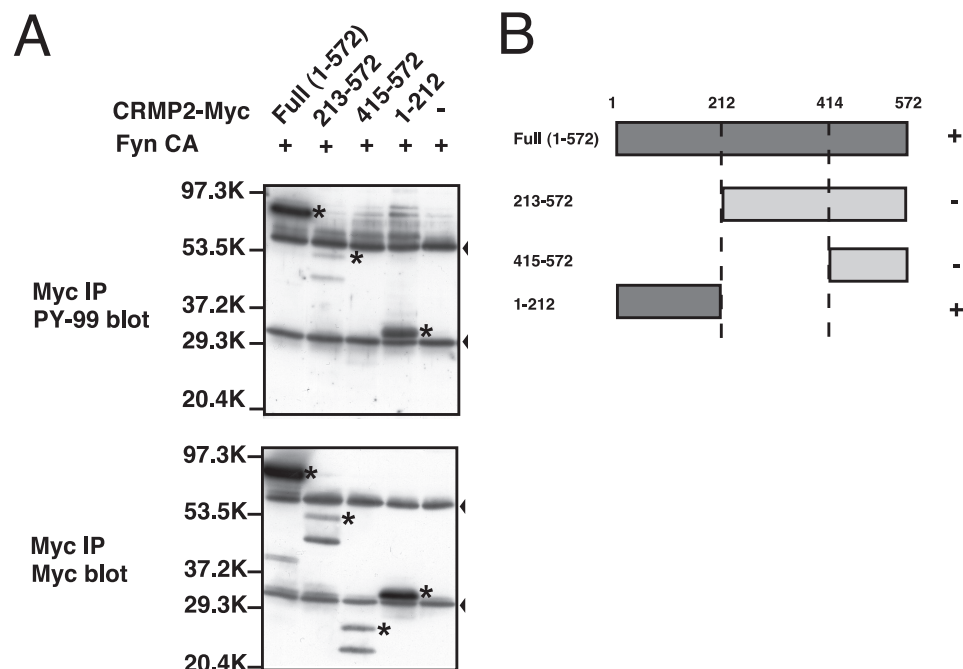 A
CRMP2-Myc Full (1-572) 213-572 415-572 1-212 -
Fyn CA + + + + +
97.3K
*
53.5K
*
Myc IP
PY-99 blot
37.2K
*
29.3K
20.4K
97.3K
*
53.5K
*
Myc IP
Myc blot
37.2K
*
29.3K
*
20.4K
B
1 212 414 572
Full (1-572) +
213-572 -
415-572 -
1-212 +